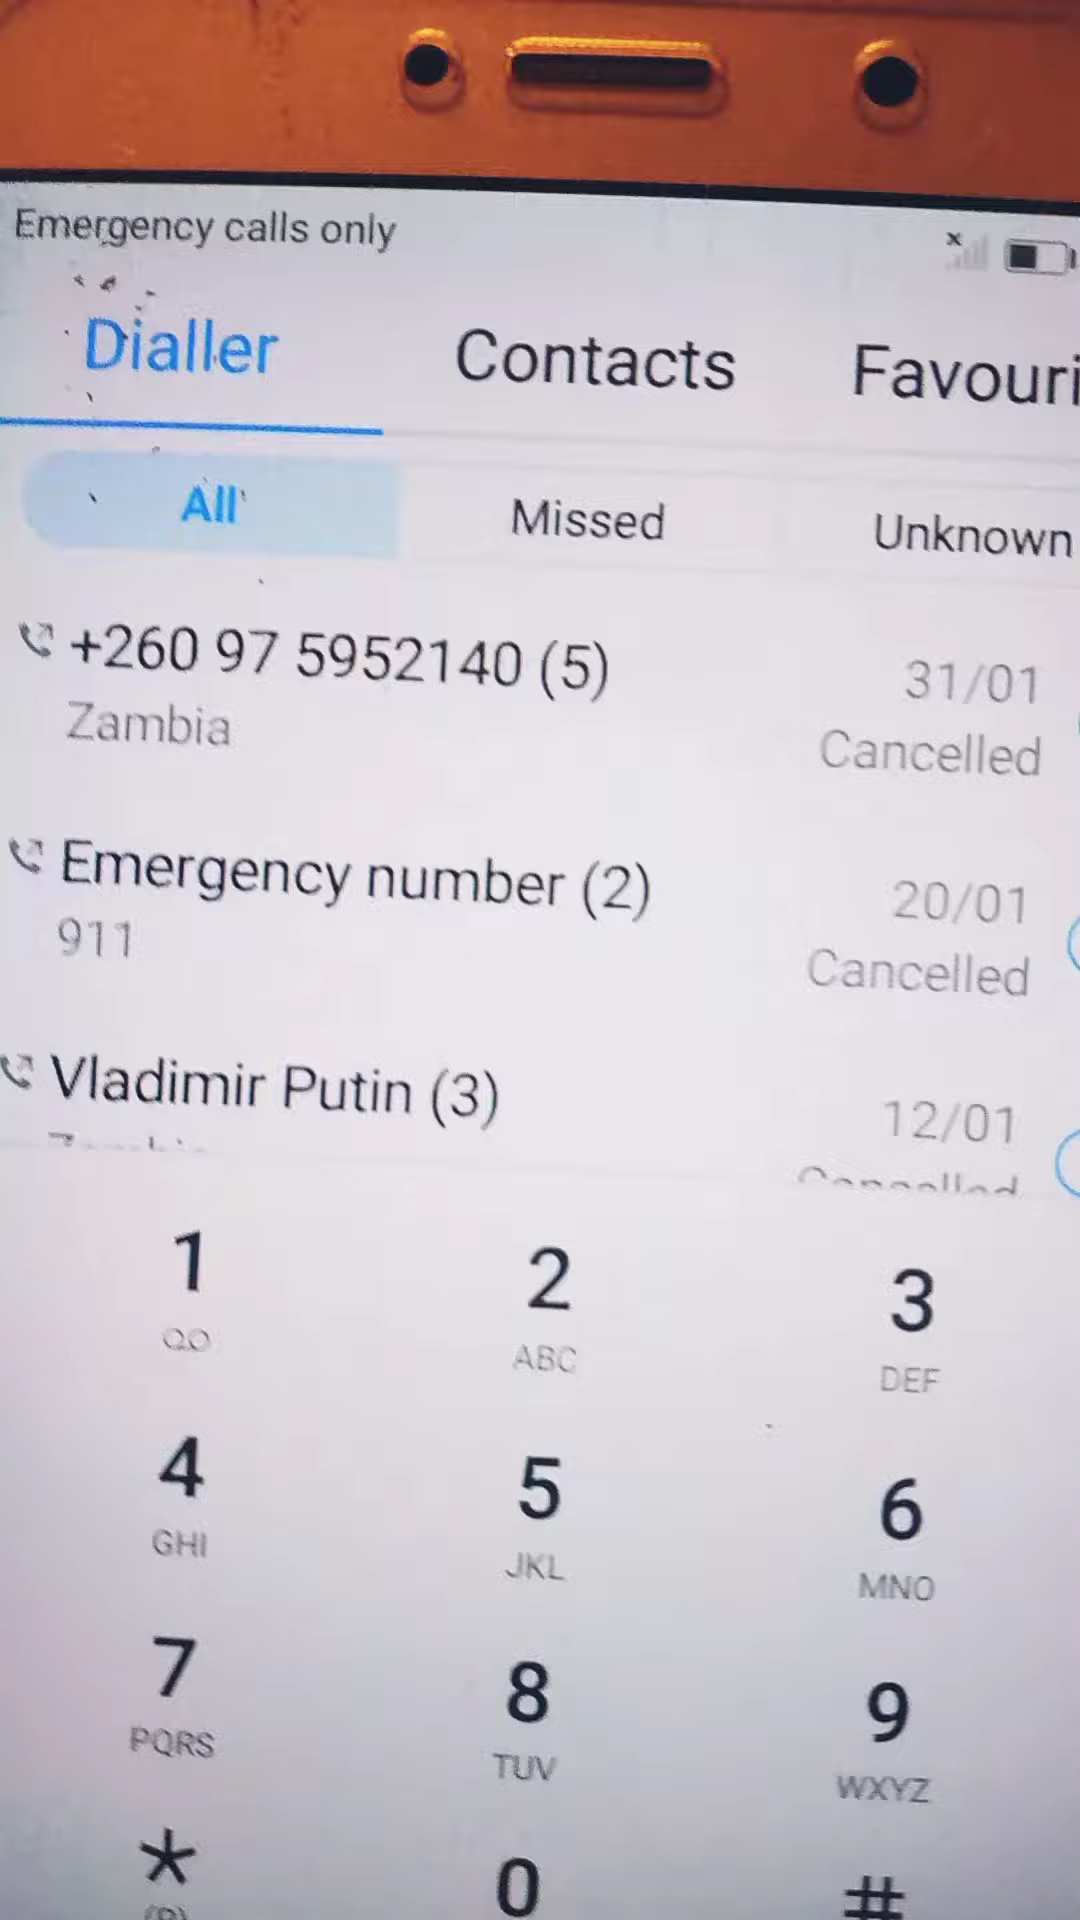 Emergency calls only
Dialler Contacts Favouri
All Missed Unknown
+260 97 5952140 (5) 31/01
Zambia Cancelled
Emergency number (2) 20/01
911 Cancelled
Vladimir Putin (3) 12/01
1 2 3
ABC DEF
4 5 6
GHI JKL MNO
7 8 9
PQRS TUV WXYZ
* 0 #
(P)